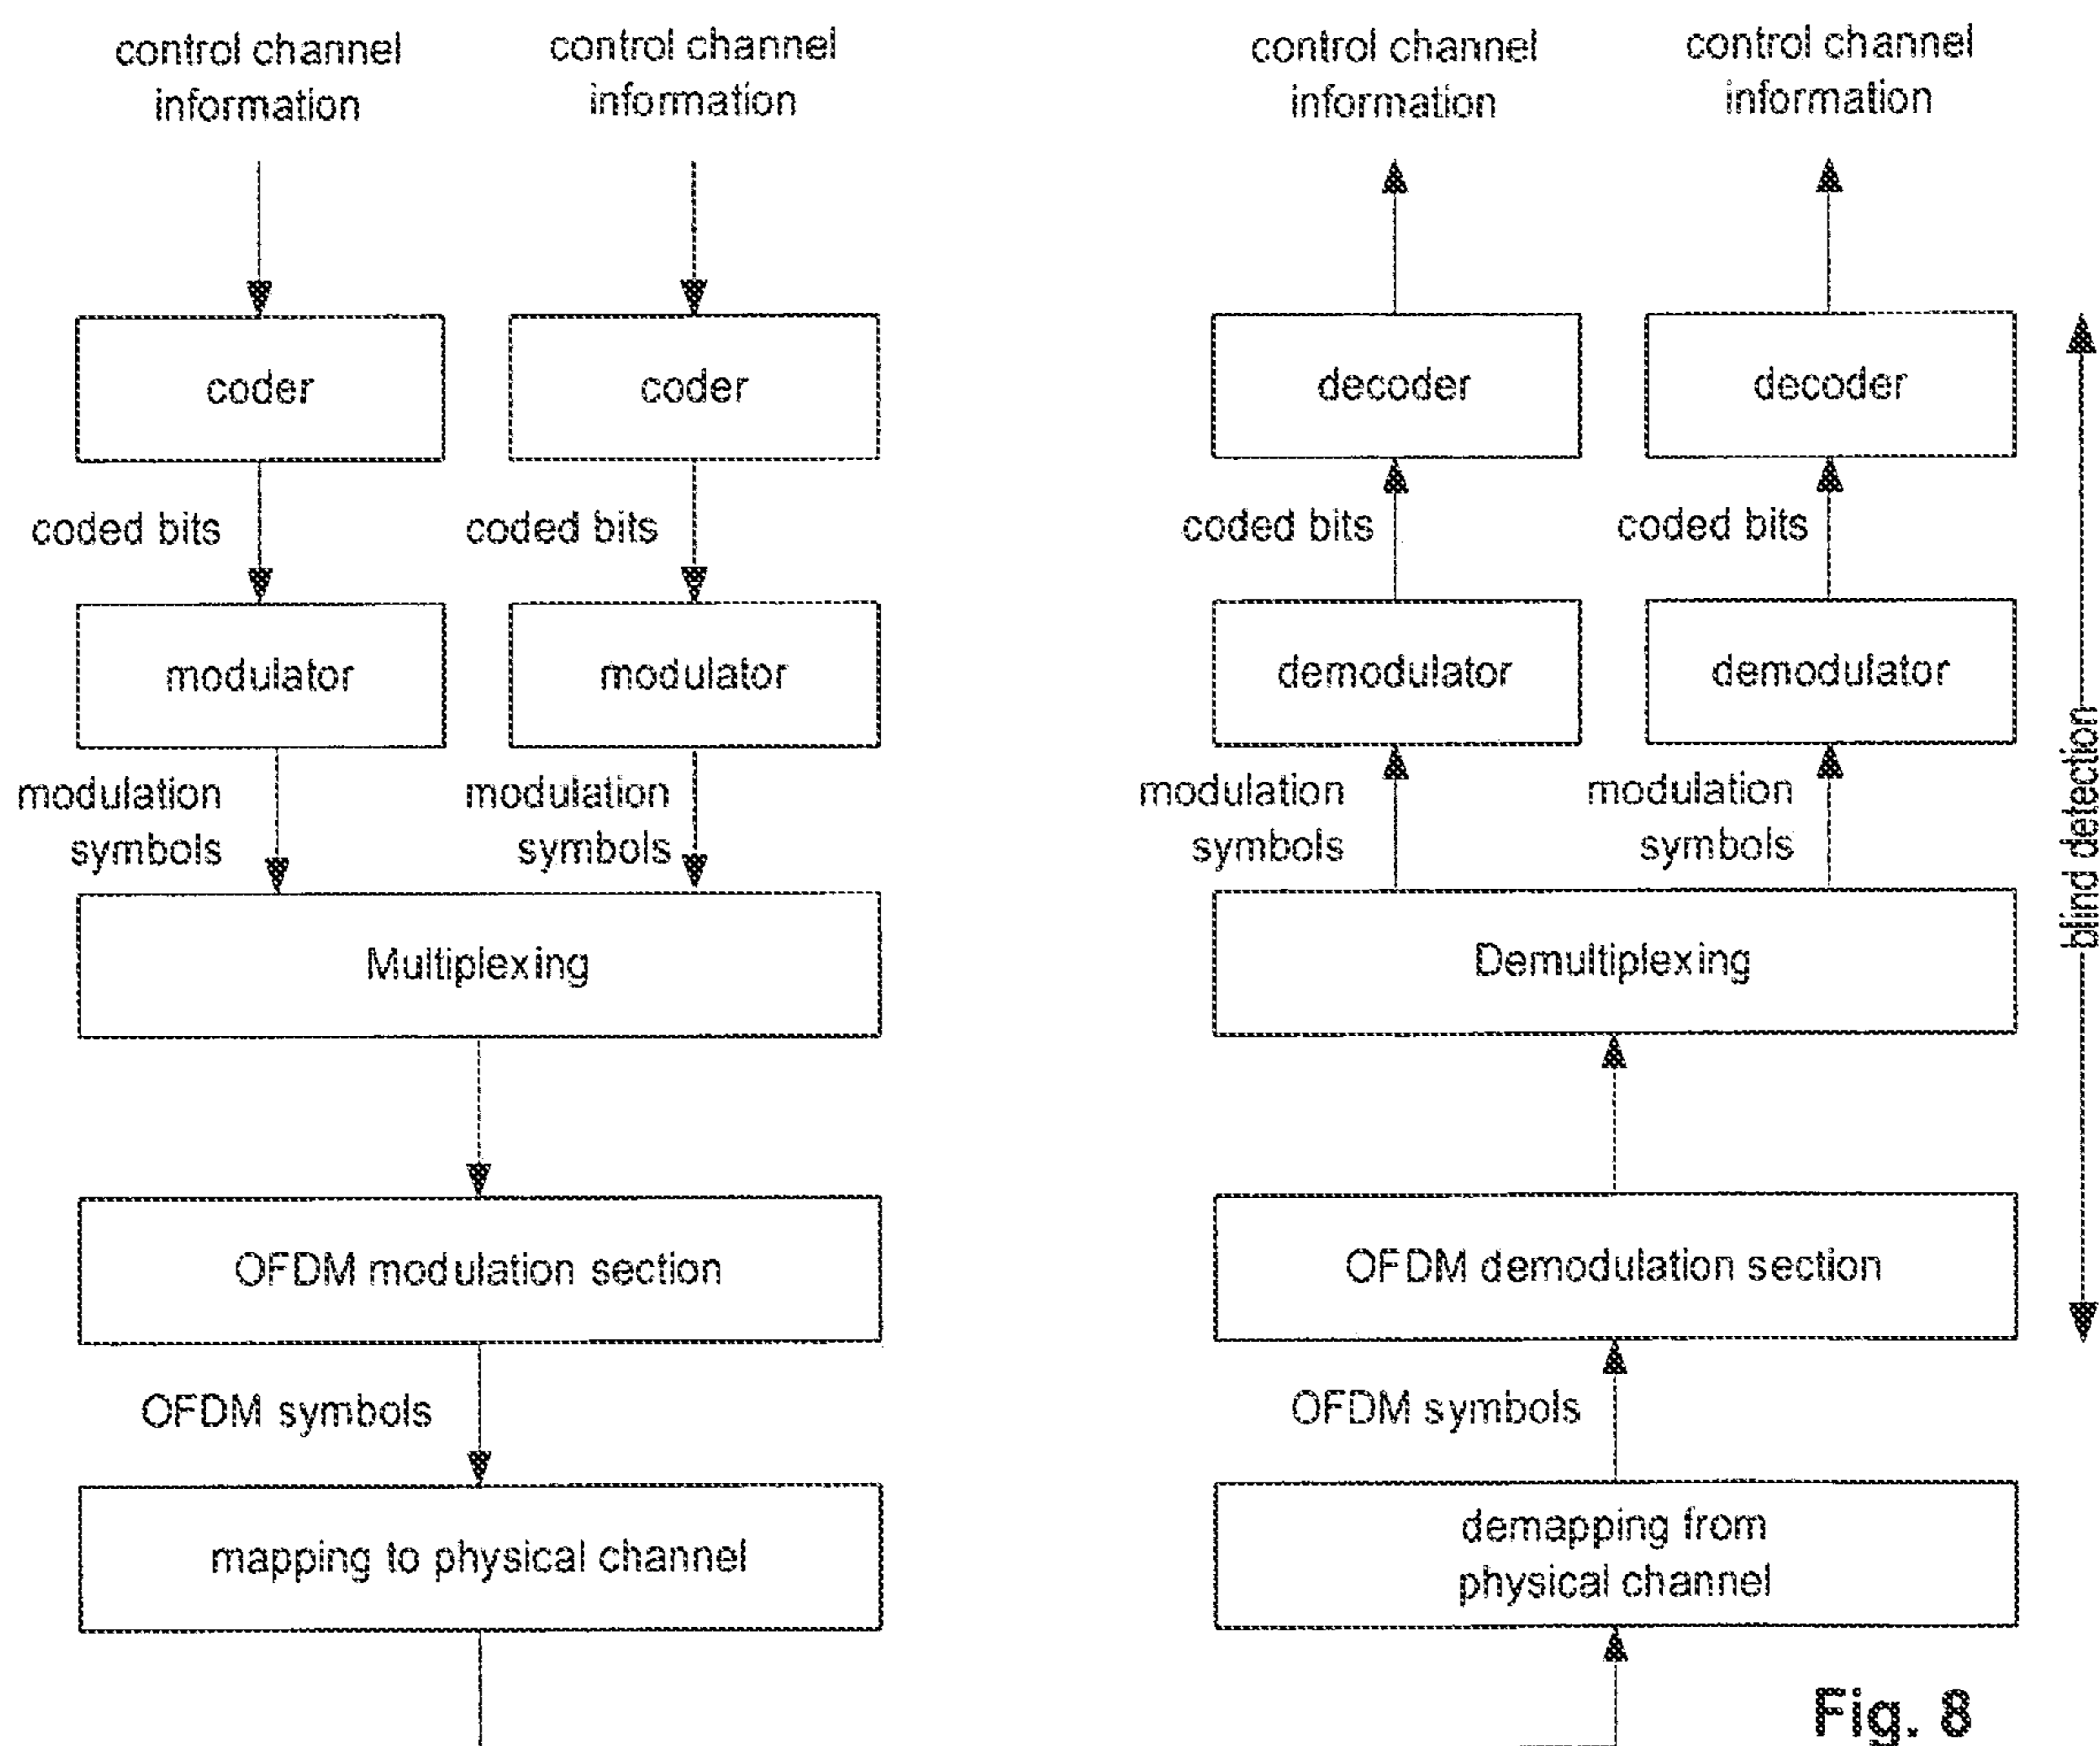 control channel
information
control channel
information
coder
coder
coded bits
coded bits
modulator
modulator
modulation
symbols
modulation
symbols
Multiplexing
OFDM modulation section
OFDM symbols
mapping to physical channel
control channel
information
control channel
information
decoder
decoder
coded bits
coded bits
demodulator
demodulator
modulation
symbols
modulation
symbols
Demultiplexing
OFDM demodulation section
OFDM symbols
demapping from
physical channel
blind detection
Fig. 8